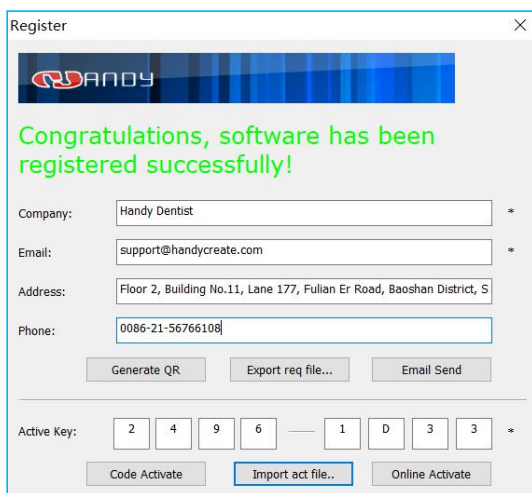 Register
HANDY
Congratulations, software has been
registered successfully!
Company: Handy Dentist *
Email: support@handycreate.com *
Address: Floor 2, Building No.11, Lane 177, Fulian Er Road, Baoshan District, S
Phone: 0086-21-56766108
Generate QR Export req file... Email Send
Active Key: 2 4 9 6 — 1 D 3 3 *
Code Activate Import act file.. Online Activate